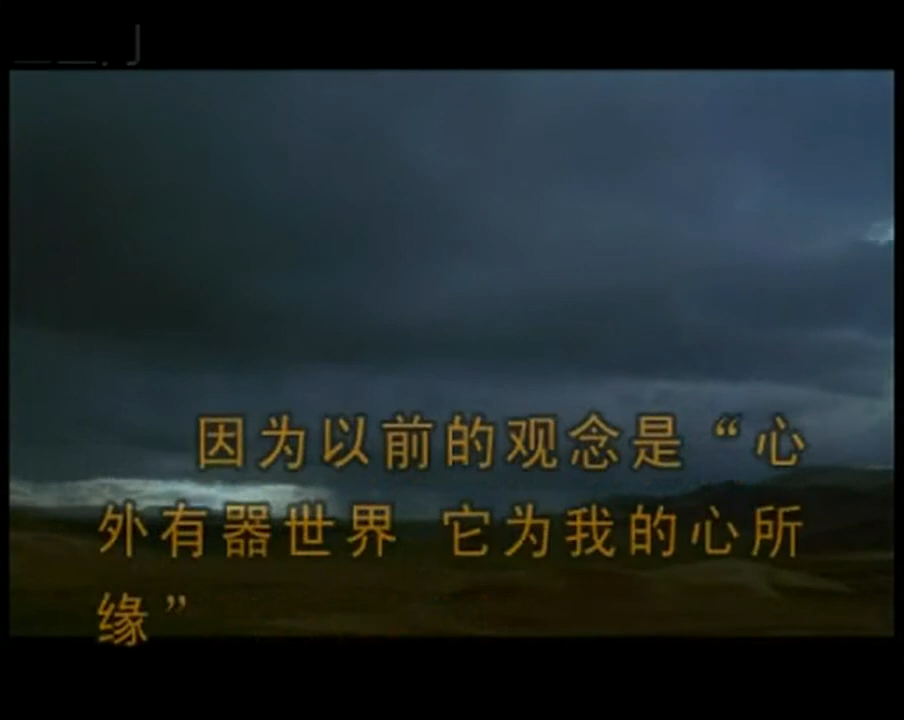 因为以前的观念是“心
外有器世界 它为我的心所
缘”